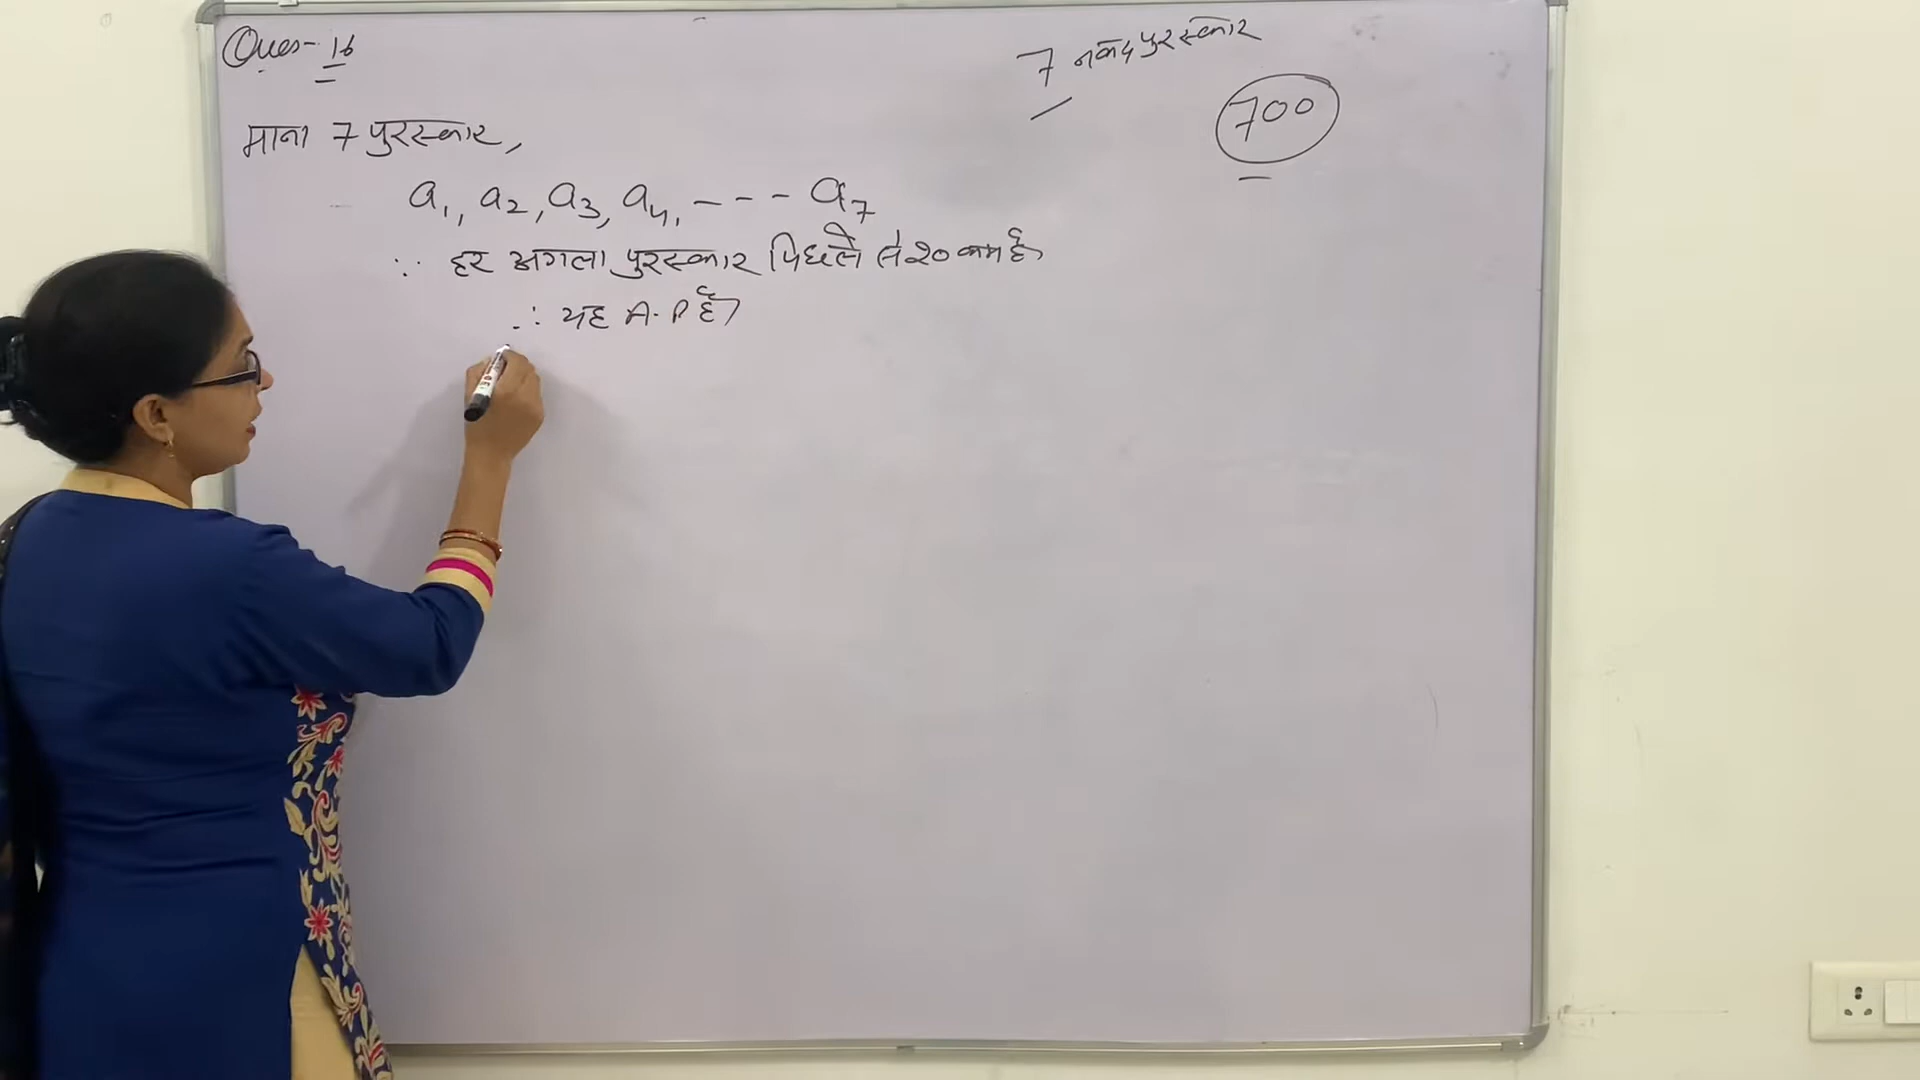 Ques- 16
7 नकद पुरस्कार
700
माना 7 पुरस्कार,
a1, a2, a3, a4, - - - a7
∵ हर अगला पुरस्कार पिछले से 20 कम है
∴ यह A.P है